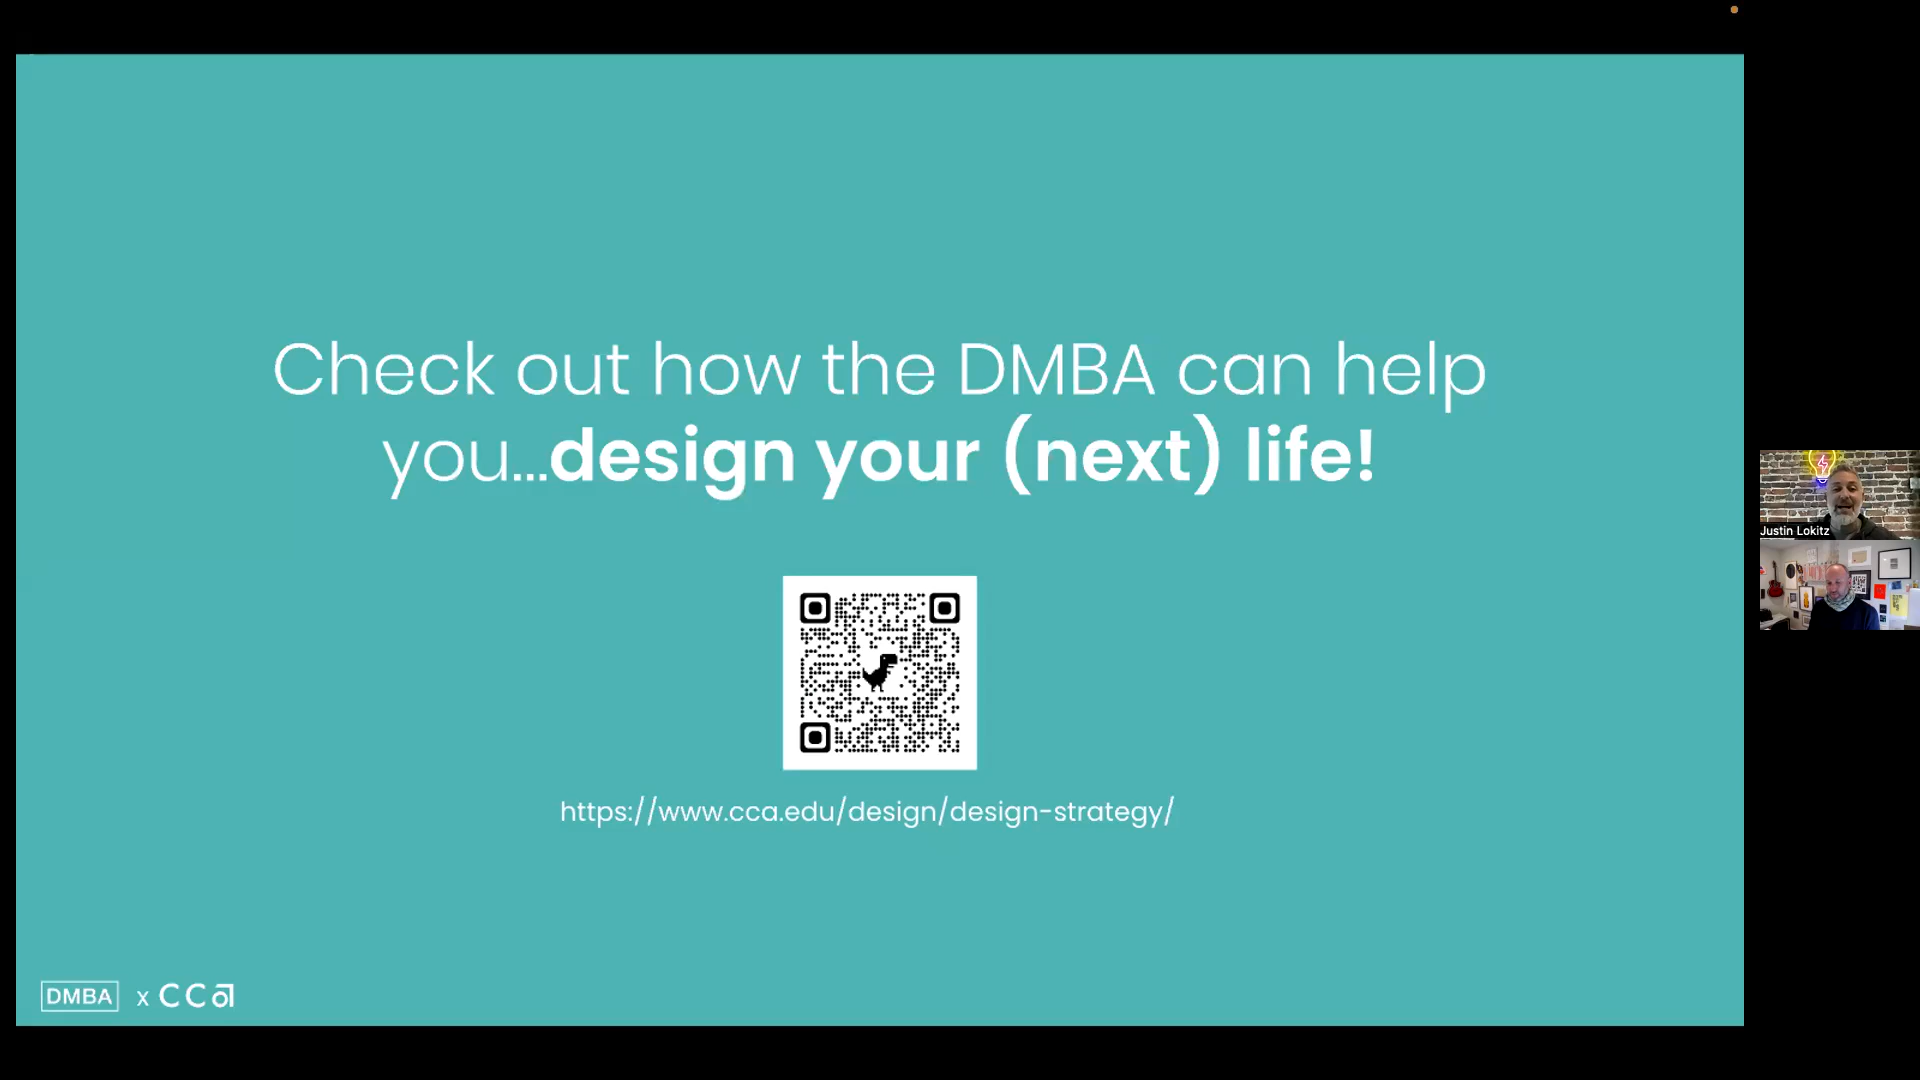 Check out how the DMBA can help
you...design your (next) life!
https://www.cca.edu/design/design-strategy/
DMBA x cca
Justin Lokitz